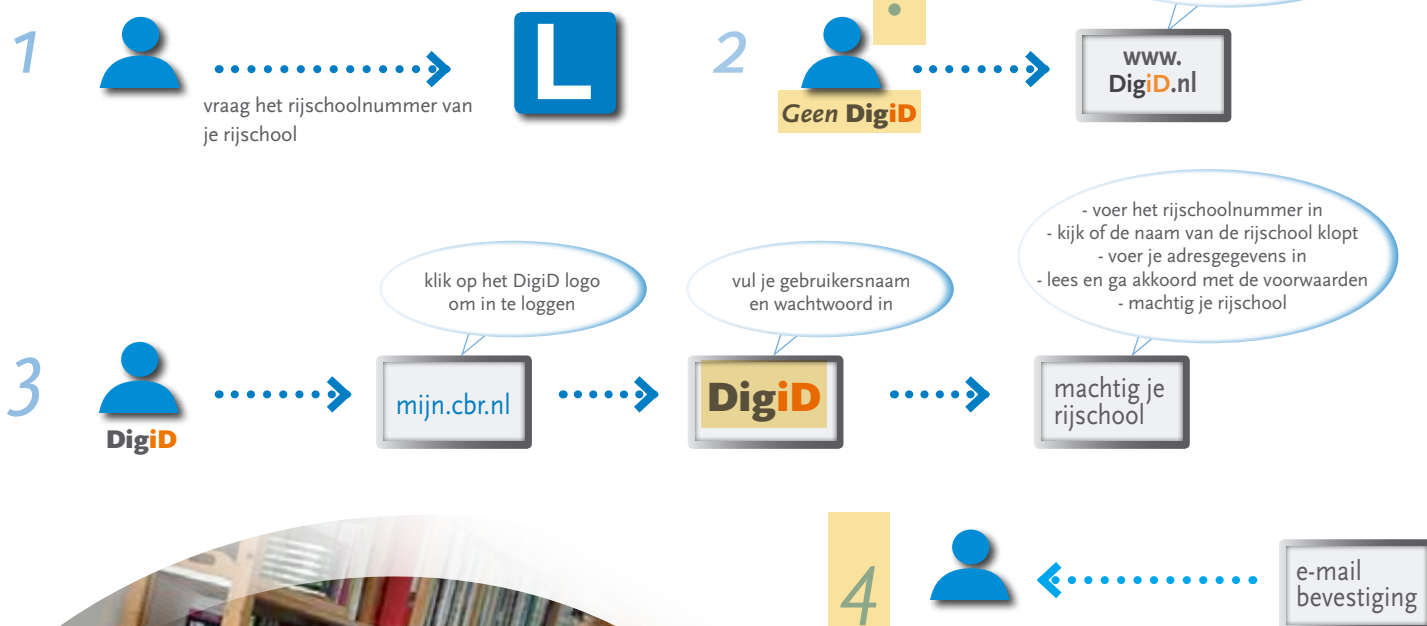 1
vraag het rijschoolnummer van
je rijschool
L
2
Geen DigiD
www.
DigiD.nl
3
DigiD
klik op het DigiD logo
om in te loggen
mijn.cbr.nl
vul je gebruikersnaam
en wachtwoord in
DigiD
- voer het rijschoolnummer in
- kijk of de naam van de rijschool klopt
- voer je adresgegevens in
- lees en ga akkoord met de voorwaarden
- machtig je rijschool
machtig je
rijschool
4
e-mail
bevestiging